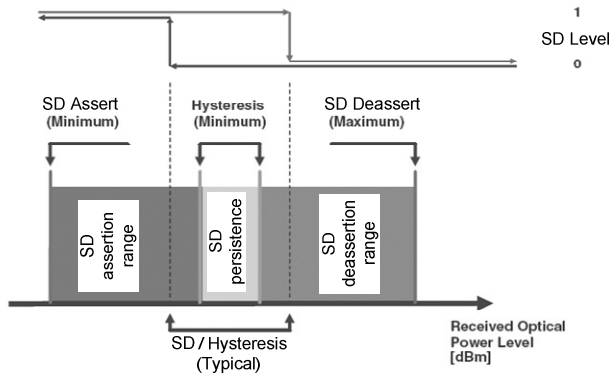 1
SD Level
0
SD Assert
(Minimum)
Hysteresis
(Minimum)
SD Deassert
(Maximum)
SD
assertion
range
SD
persistence
SD
deassertion
range
SD / Hysteresis
(Typical)
Received Optical
Power Level
[dBm]